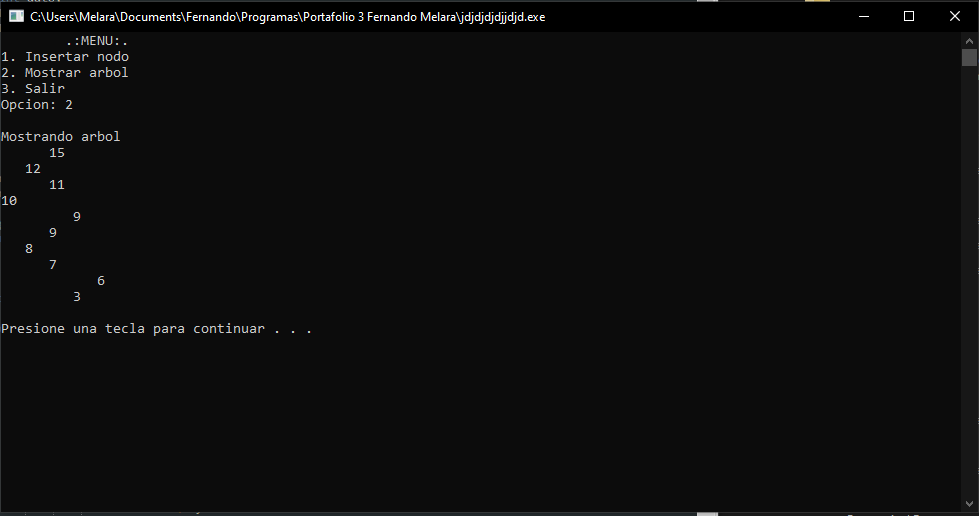 C:\Users\Melara\Documents\Fernando\Programas\Portafolio 3 Fernando Melara\jdjdjdjdjjdjd.exe
.:MENU:.
1. Insertar nodo
2. Mostrar arbol
3. Salir
Opcion: 2
Mostrando arbol
15
12
11
10
9
9
8
7
6
3
Presione una tecla para continuar . . .